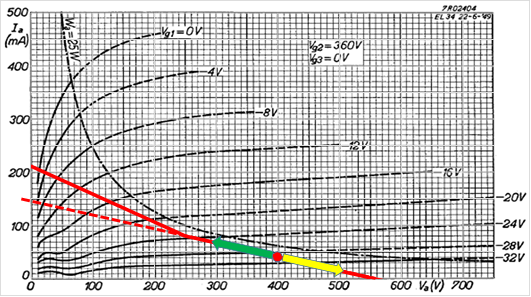 7R02404
EL34 22-6-'49
500
Ia
(mA)
400
300
200
100
0
Wa=25W
Vg1=0V
Vg2=360V
Vg3=0V
-4V
-8V
-12V
-16V
-20V
-24V
-28V
-32V
0 100 200 300 400 500 600 Va(V) 700